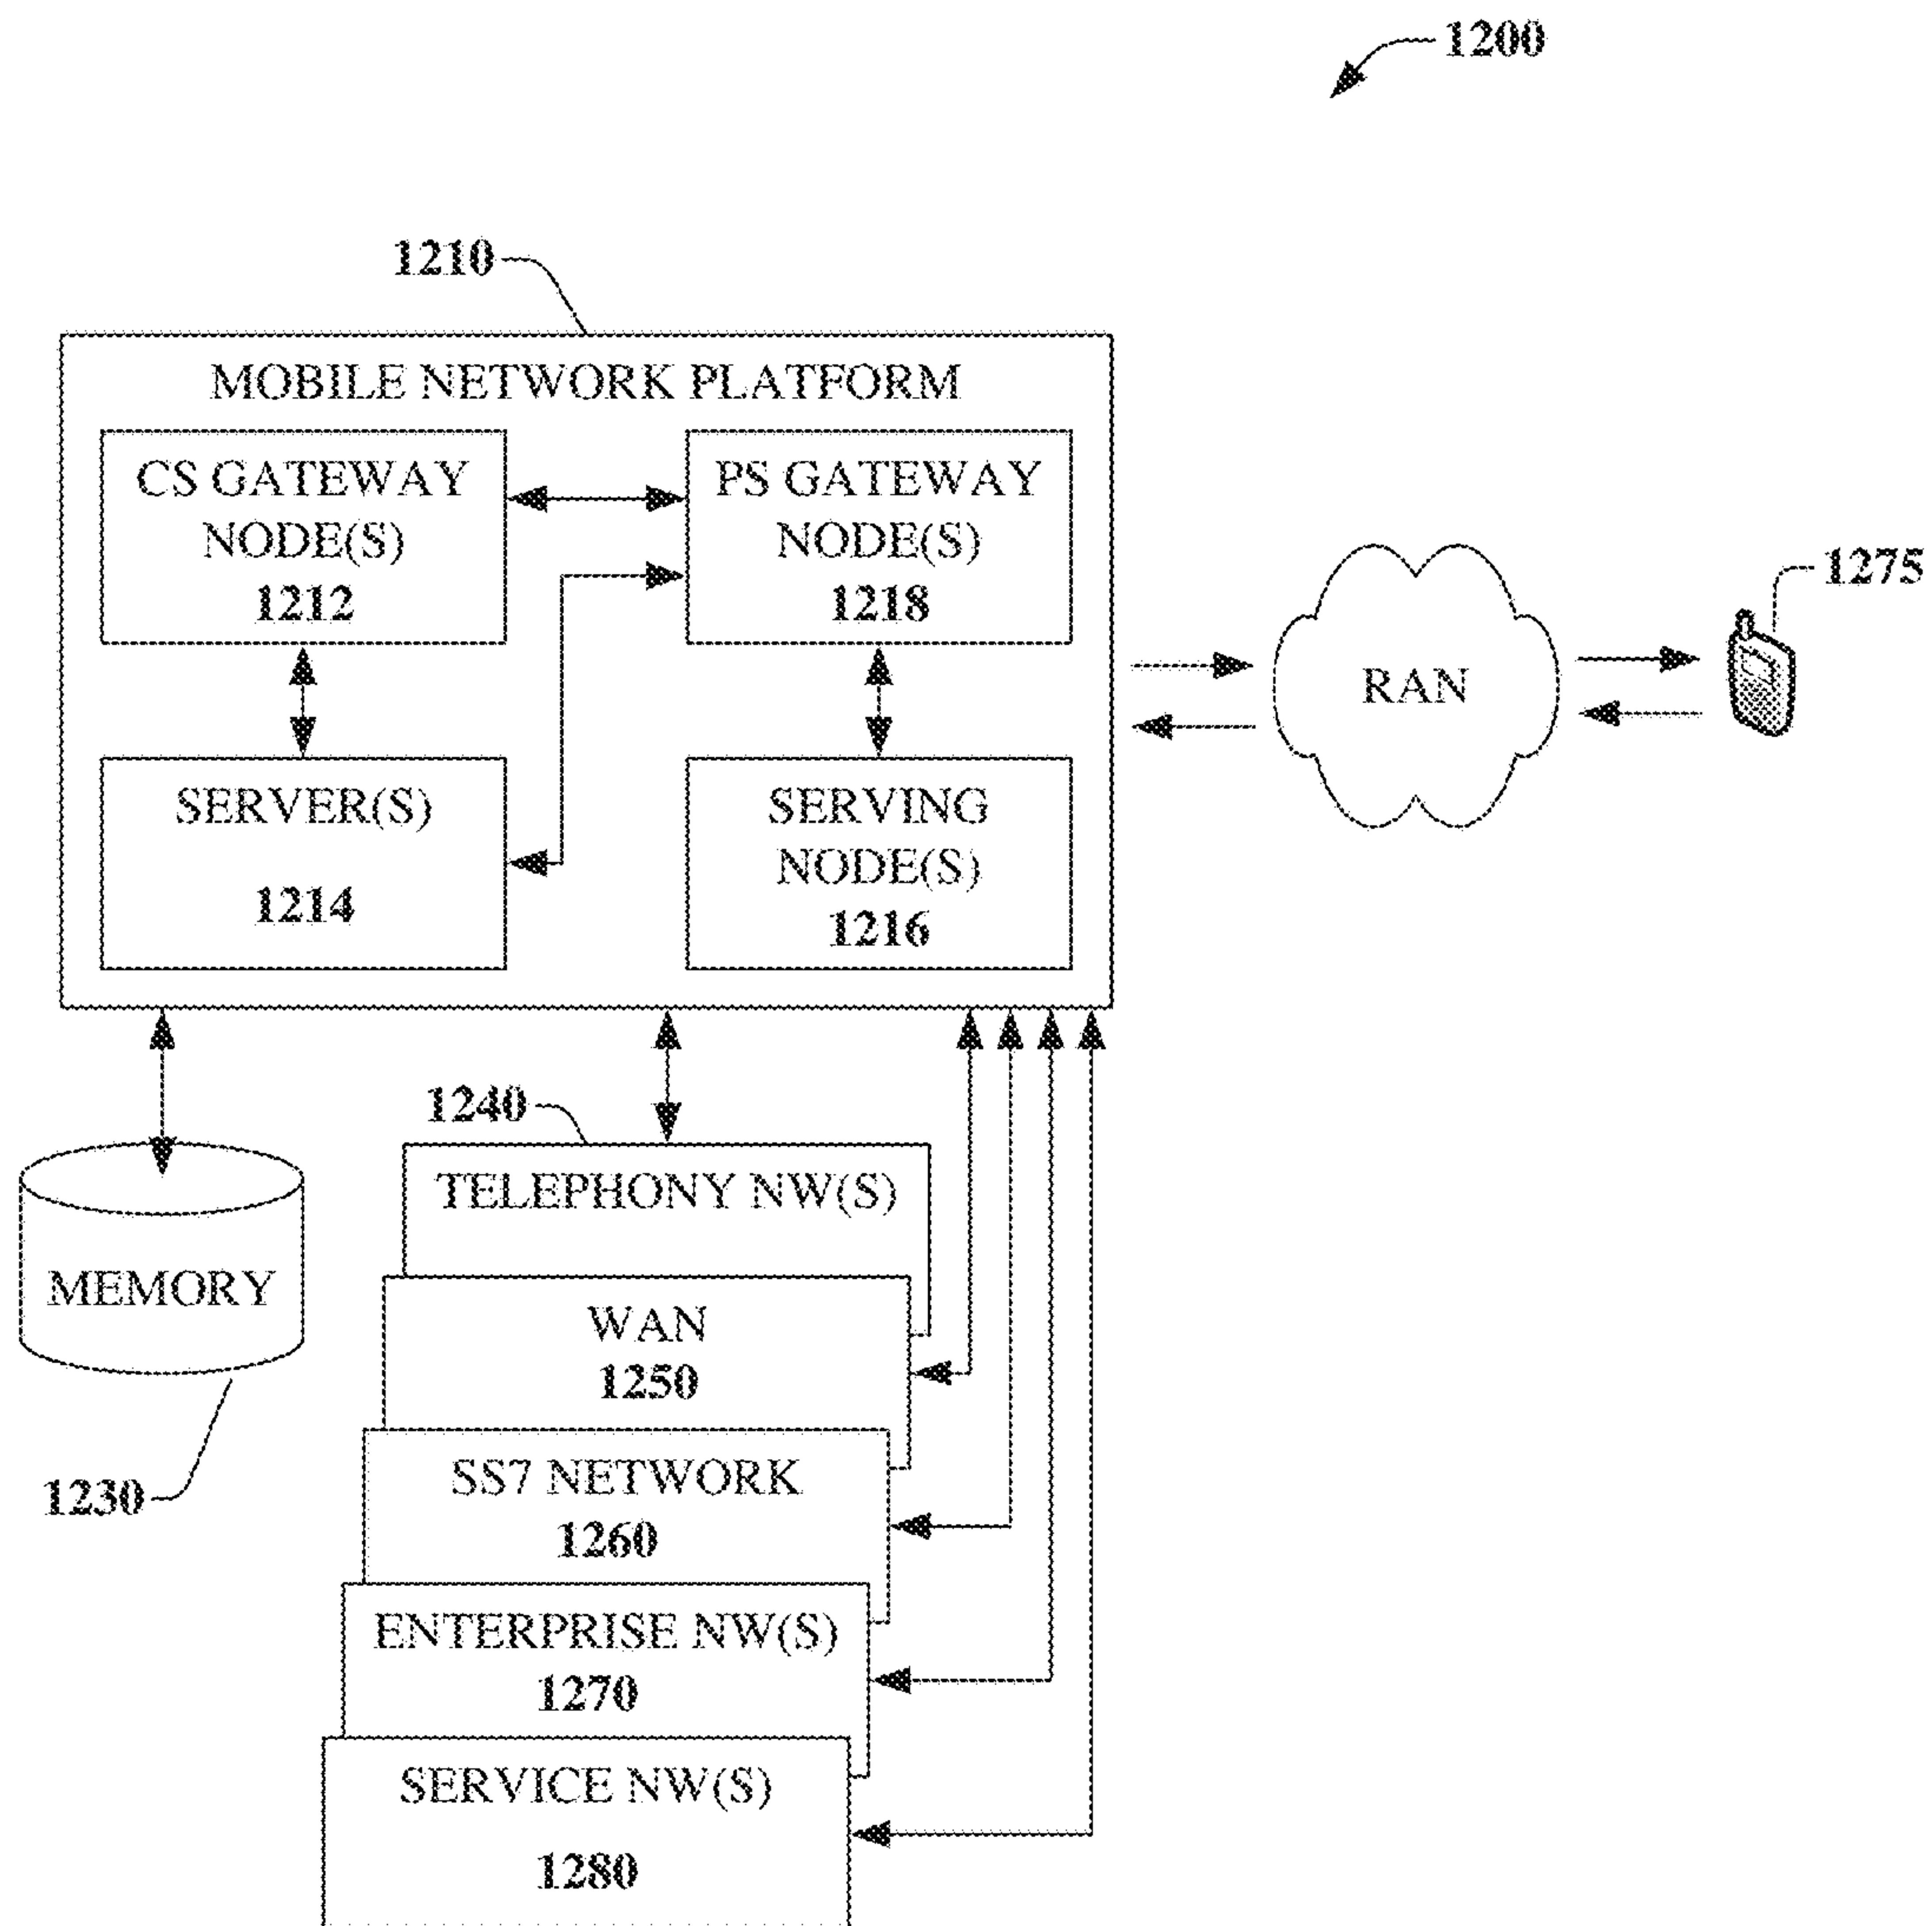 1200
1210
MOBILE NETWORK PLATFORM
CS GATEWAY
NODE(S)
1212
PS GATEWAY
NODE(S)
1218
SERVER(S)
1214
SERVING
NODE(S)
1216
RAN
1275
1240
TELEPHONY NW(S)
MEMORY
1230
WAN
1250
SS7 NETWORK
1260
ENTERPRISE NW(S)
1270
SERVICE NW(S)
1280